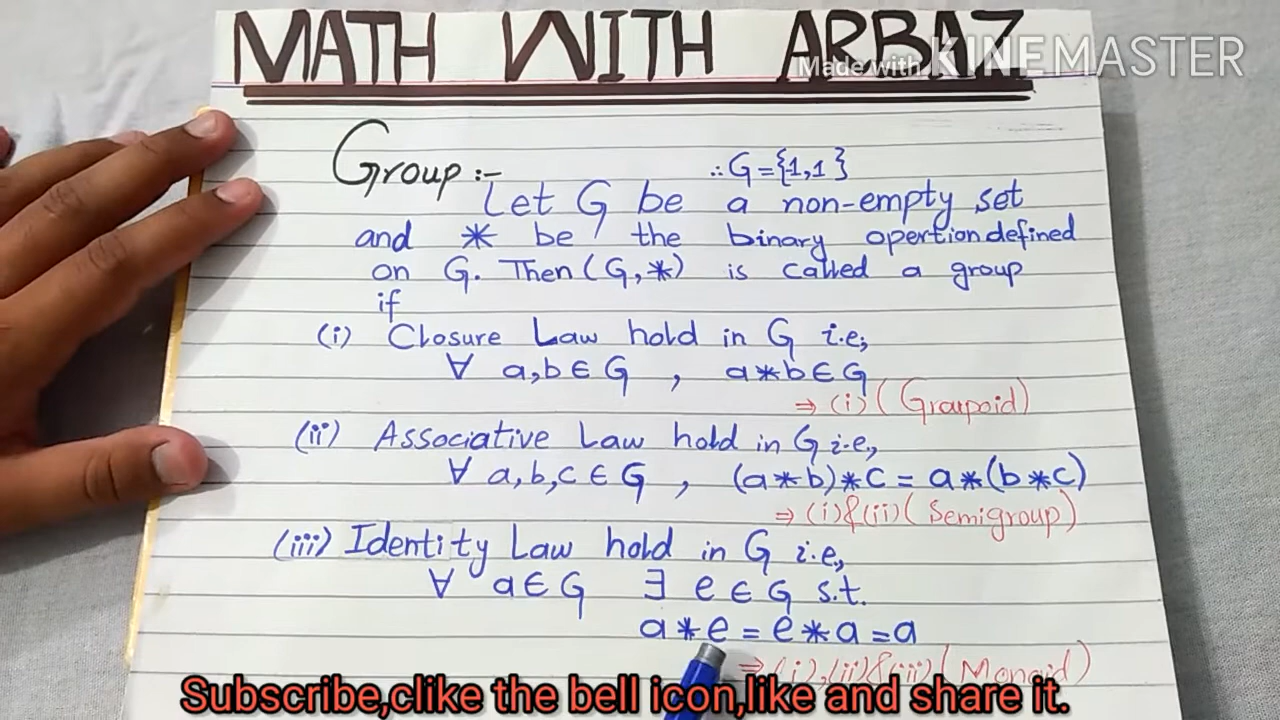 MATH WITH ARBAZ
Made with KINEMASTER
Group :-
∴ G = {1, 1}
Let G be a non-empty set
and * be the binary opertion defined
on G. Then (G, *) is called a group
if
(i) Closure Law hold in G i.e;
∀ a,b ∈ G , a*b ∈ G
⇒ (i) (Groupoid)
(ii) Associative Law hold in G i-e,,
∀ a,b,c ∈ G , (a*b)*c = a*(b*c)
⇒ (i)&(ii) (Semigroup)
(iii) Identity Law hold in G i.e,,
∀ a ∈ G ∃ e ∈ G s.t.
a*e = e*a = a
⇒ (i),(ii)&(iii) (Monoid)
Subscribe,clike the bell icon,like and share it.